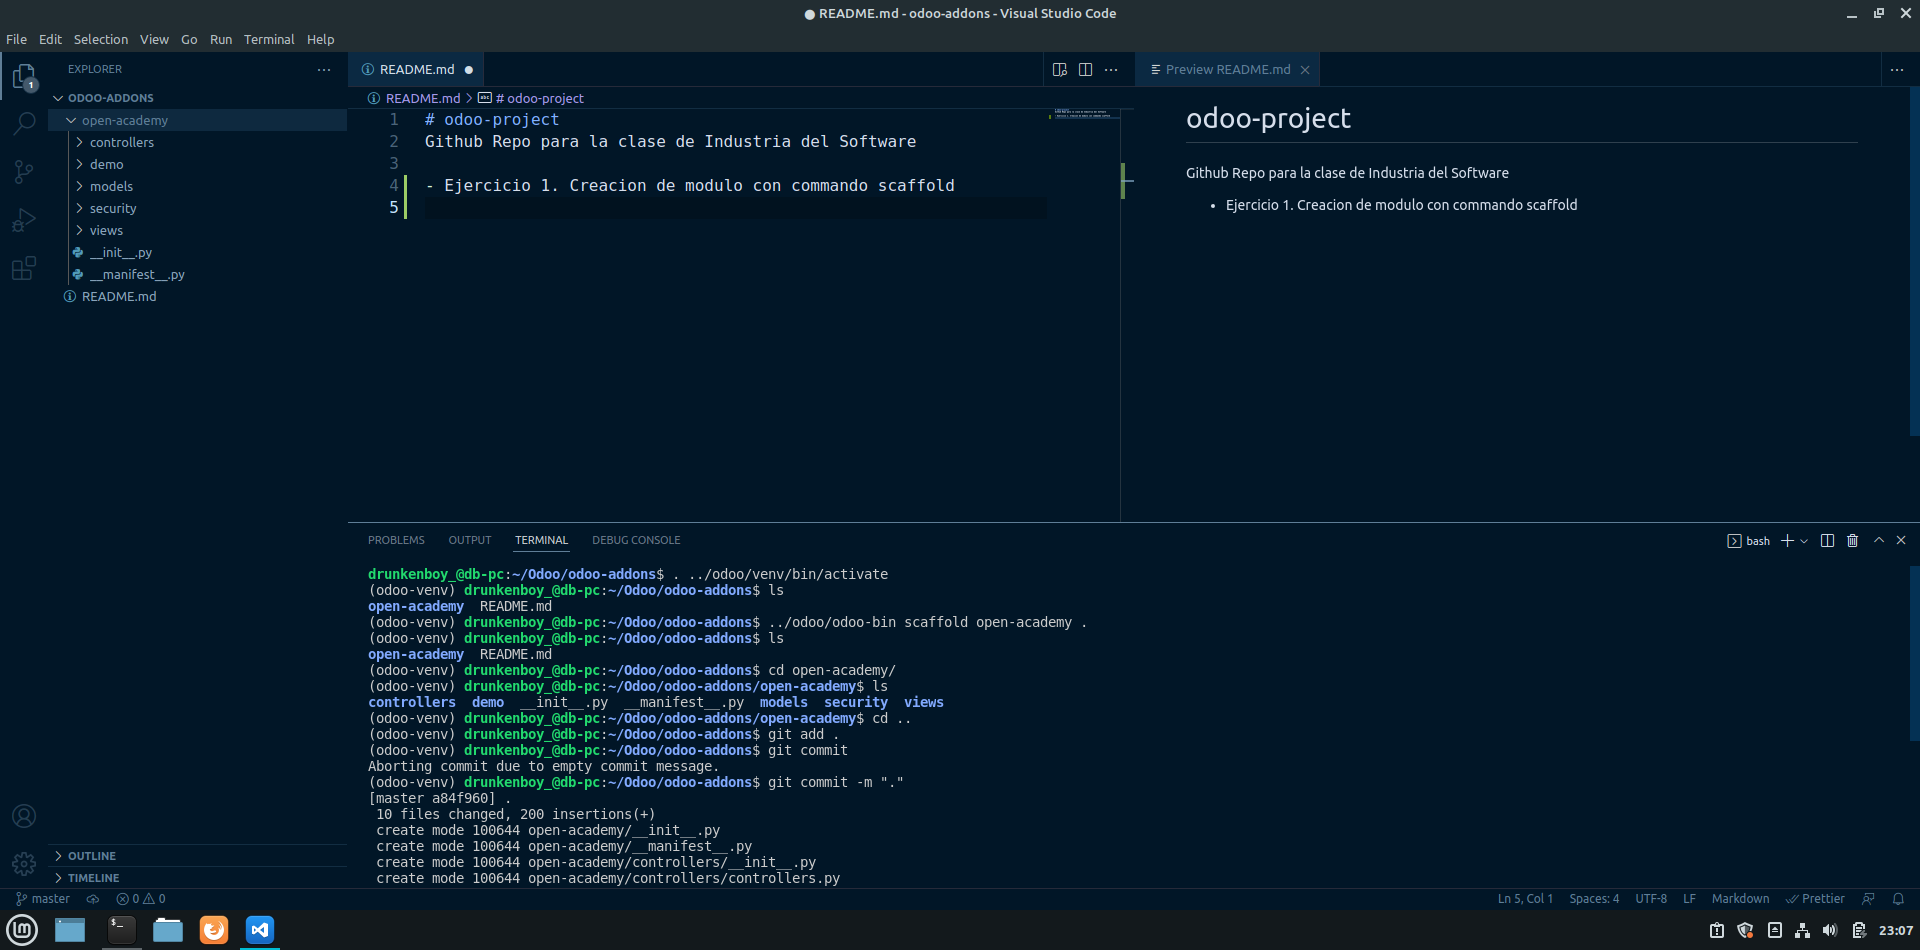 ● README.md - odoo-addons - Visual Studio Code
File Edit Selection View Go Run Terminal Help
1
EXPLORER
ODOO-ADDONS
open-academy
controllers
demo
models
security
views
__init__.py
__manifest__.py
README.md
OUTLINE
TIMELINE
README.md ●
README.md > # odoo-project
1 # odoo-project
2 Github Repo para la clase de Industria del Software
3
4 - Ejercicio 1. Creacion de modulo con commando scaffold
5
Preview README.md
odoo-project
Github Repo para la clase de Industria del Software
• Ejercicio 1. Creacion de modulo con commando scaffold
PROBLEMS OUTPUT TERMINAL DEBUG CONSOLE
bash
drunkenboy_@db-pc:~/Odoo/odoo-addons$ . ../odoo/venv/bin/activate
(odoo-venv) drunkenboy_@db-pc:~/Odoo/odoo-addons$ ls
open-academy README.md
(odoo-venv) drunkenboy_@db-pc:~/Odoo/odoo-addons$ ../odoo/odoo-bin scaffold open-academy .
(odoo-venv) drunkenboy_@db-pc:~/Odoo/odoo-addons$ ls
open-academy README.md
(odoo-venv) drunkenboy_@db-pc:~/Odoo/odoo-addons$ cd open-academy/
(odoo-venv) drunkenboy_@db-pc:~/Odoo/odoo-addons/open-academy$ ls
controllers demo __init__.py __manifest__.py models security views
(odoo-venv) drunkenboy_@db-pc:~/Odoo/odoo-addons/open-academy$ cd ..
(odoo-venv) drunkenboy_@db-pc:~/Odoo/odoo-addons$ git add .
(odoo-venv) drunkenboy_@db-pc:~/Odoo/odoo-addons$ git commit
Aborting commit due to empty commit message.
(odoo-venv) drunkenboy_@db-pc:~/Odoo/odoo-addons$ git commit -m "."
[master a84f960] .
10 files changed, 200 insertions(+)
create mode 100644 open-academy/__init__.py
create mode 100644 open-academy/__manifest__.py
create mode 100644 open-academy/controllers/__init__.py
create mode 100644 open-academy/controllers/controllers.py
master 0 0
Ln 5, Col 1 Spaces: 4 UTF-8 LF Markdown Prettier
23:07